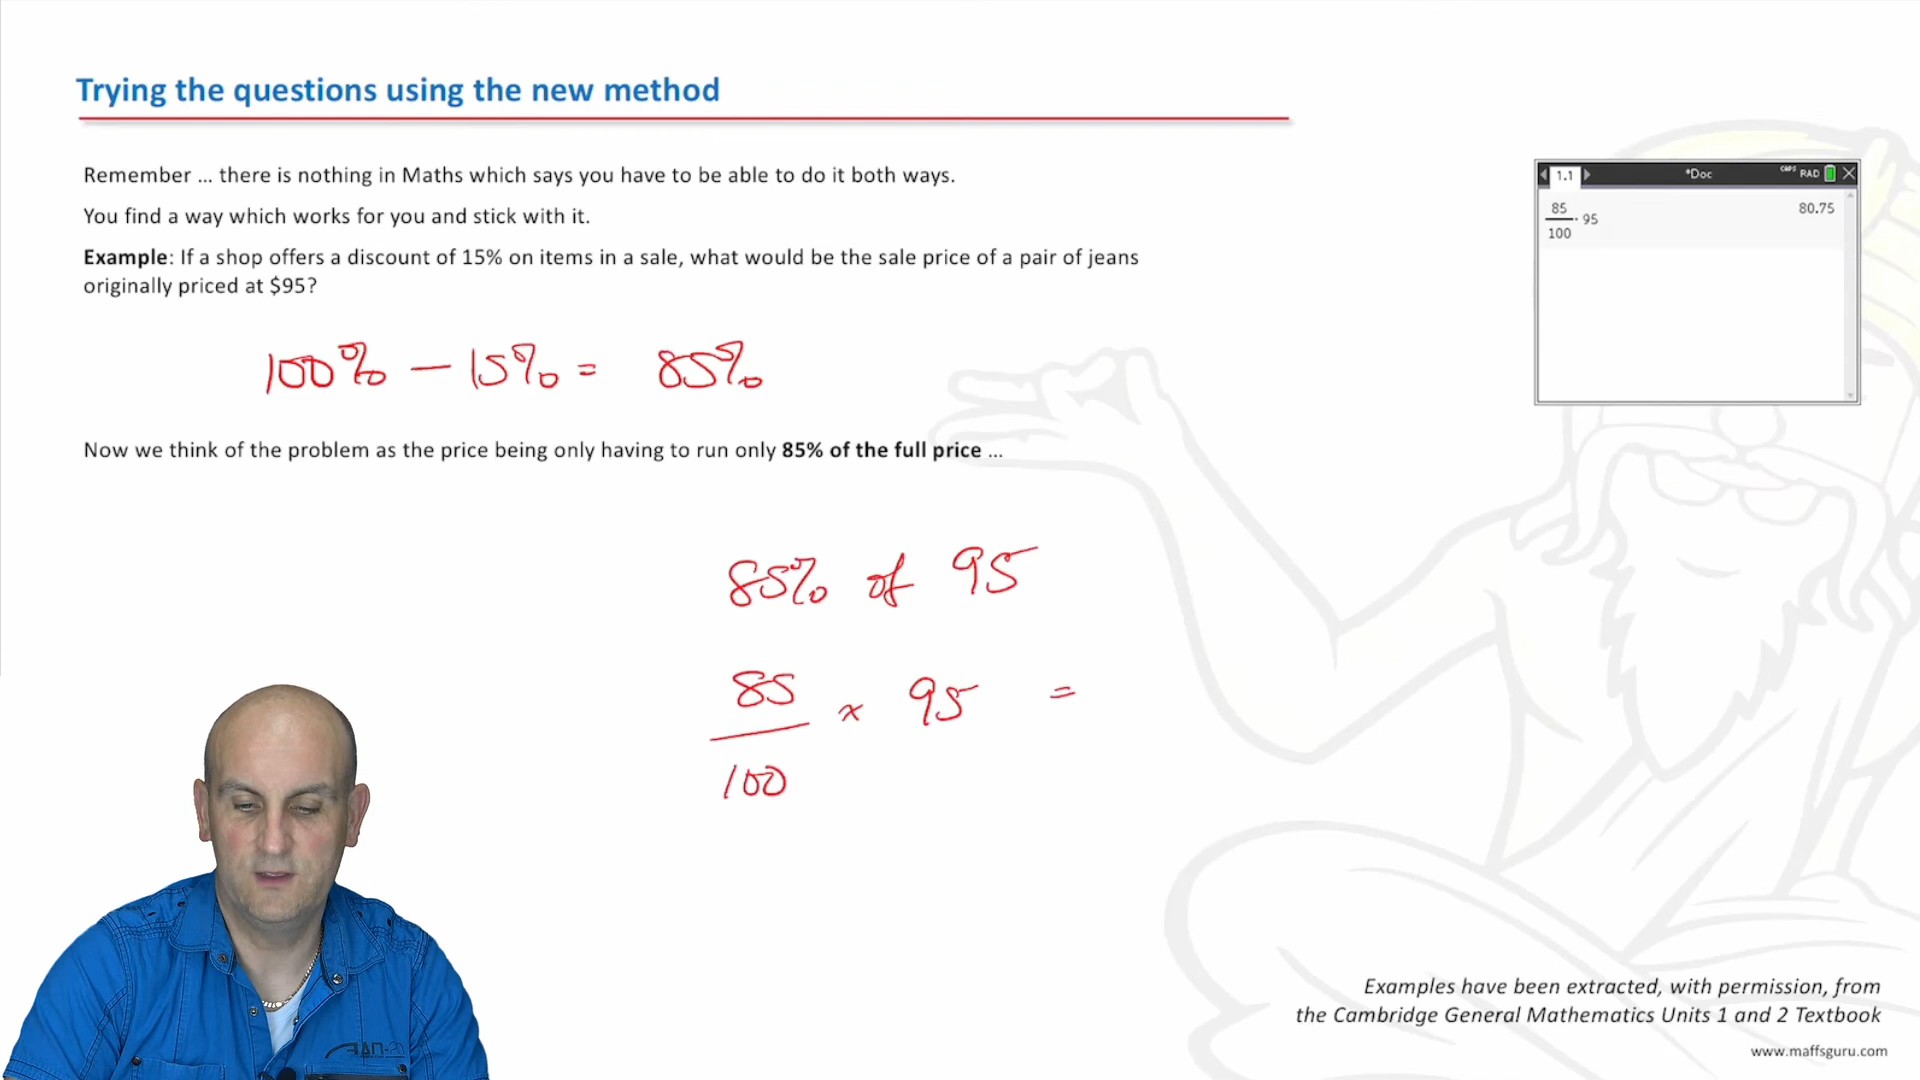 Trying the questions using the new method
Remember ... there is nothing in Maths which says you have to be able to do it both ways.
You find a way which works for you and stick with it.
Example: If a shop offers a discount of 15% on items in a sale, what would be the sale price of a pair of jeans
originally priced at $95?
100% – 15% = 85%
Now we think of the problem as the price being only having to run only 85% of the full price ...
85% of 95
85
100
× 95 =
1.1
*Doc
CAPS RAD
85
100
· 95
80.75
Examples have been extracted, with permission, from
the Cambridge General Mathematics Units 1 and 2 Textbook
www.maffsguru.com